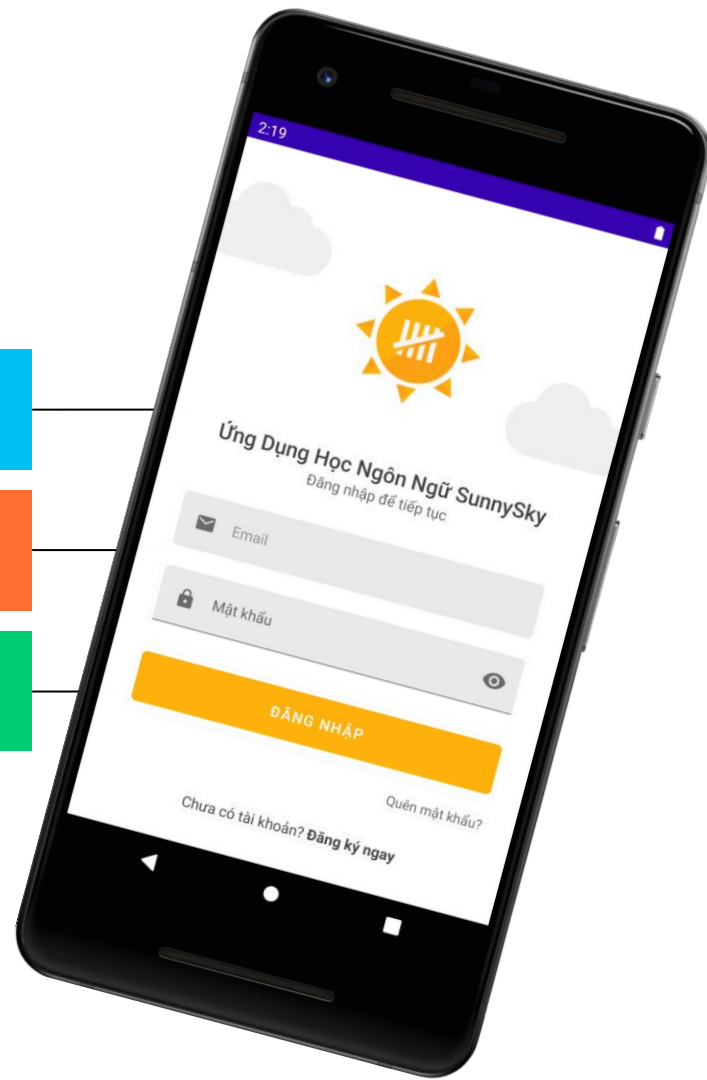 2:19
Ứng Dụng Học Ngôn Ngữ SunnySky
Đăng nhập để tiếp tục
Email
Mật khẩu
ĐĂNG NHẬP
Quên mật khẩu?
Chưa có tài khoản? Đăng ký ngay